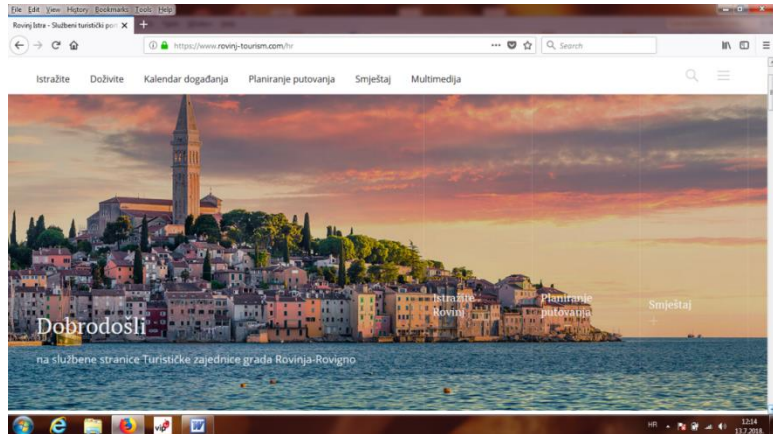 File Edit View History Bookmarks Tools Help
Rovinj Istra - Službeni turistički por
https://www.rovinj-tourism.com/hr
Search
Istražite Doživite Kalendar događanja Planiranje putovanja Smještaj Multimedija
Istražite
Rovinj
Planiranje
putovanja
Smještaj
+
Dobrodošli
na službene stranice Turističke zajednice grada Rovinja-Rovigno
vip
HR
12:14
13.7.2018.